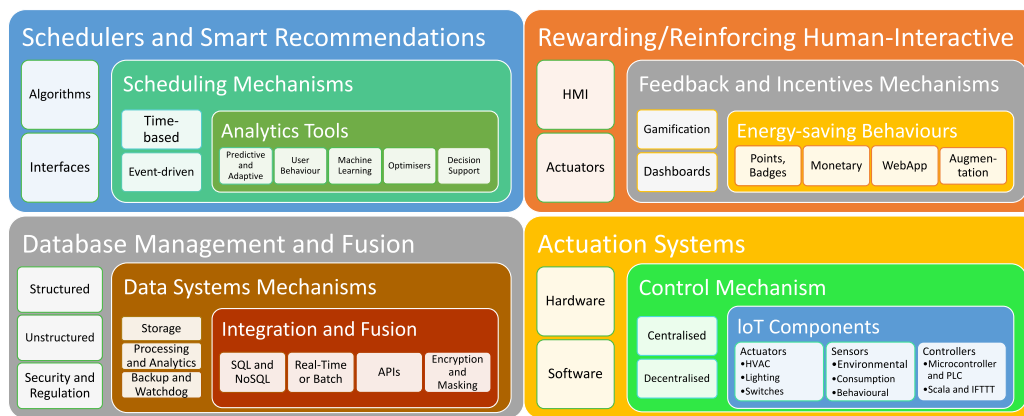 Schedulers and Smart Recommendations
Algorithms
Interfaces
Scheduling Mechanisms
Time-
based
Event-driven
Analytics Tools
Predictive
and
Adaptive
User
Behaviour
Machine
Learning
Optimisers
Decision
Support
Rewarding/Reinforcing Human-Interactive
HMI
Actuators
Feedback and Incentives Mechanisms
Gamification
Dashboards
Energy-saving Behaviours
Points,
Badges
Monetary
WebApp
Augmen-
tation
Database Management and Fusion
Structured
Unstructured
Security and
Regulation
Data Systems Mechanisms
Storage
Processing
and Analytics
Backup and
Watchdog
Integration and Fusion
SQL and
NoSQL
Real-Time
or Batch
APIs
Encryption
and
Masking
Actuation Systems
Hardware
Software
Control Mechanism
Centralised
Decentralised
IoT Components
Actuators
•HVAC
•Lighting
•Switches
Sensors
•Environmental
•Consumption
•Behavioural
Controllers
•Microcontroller
and PLC
•Scala and IFTTT